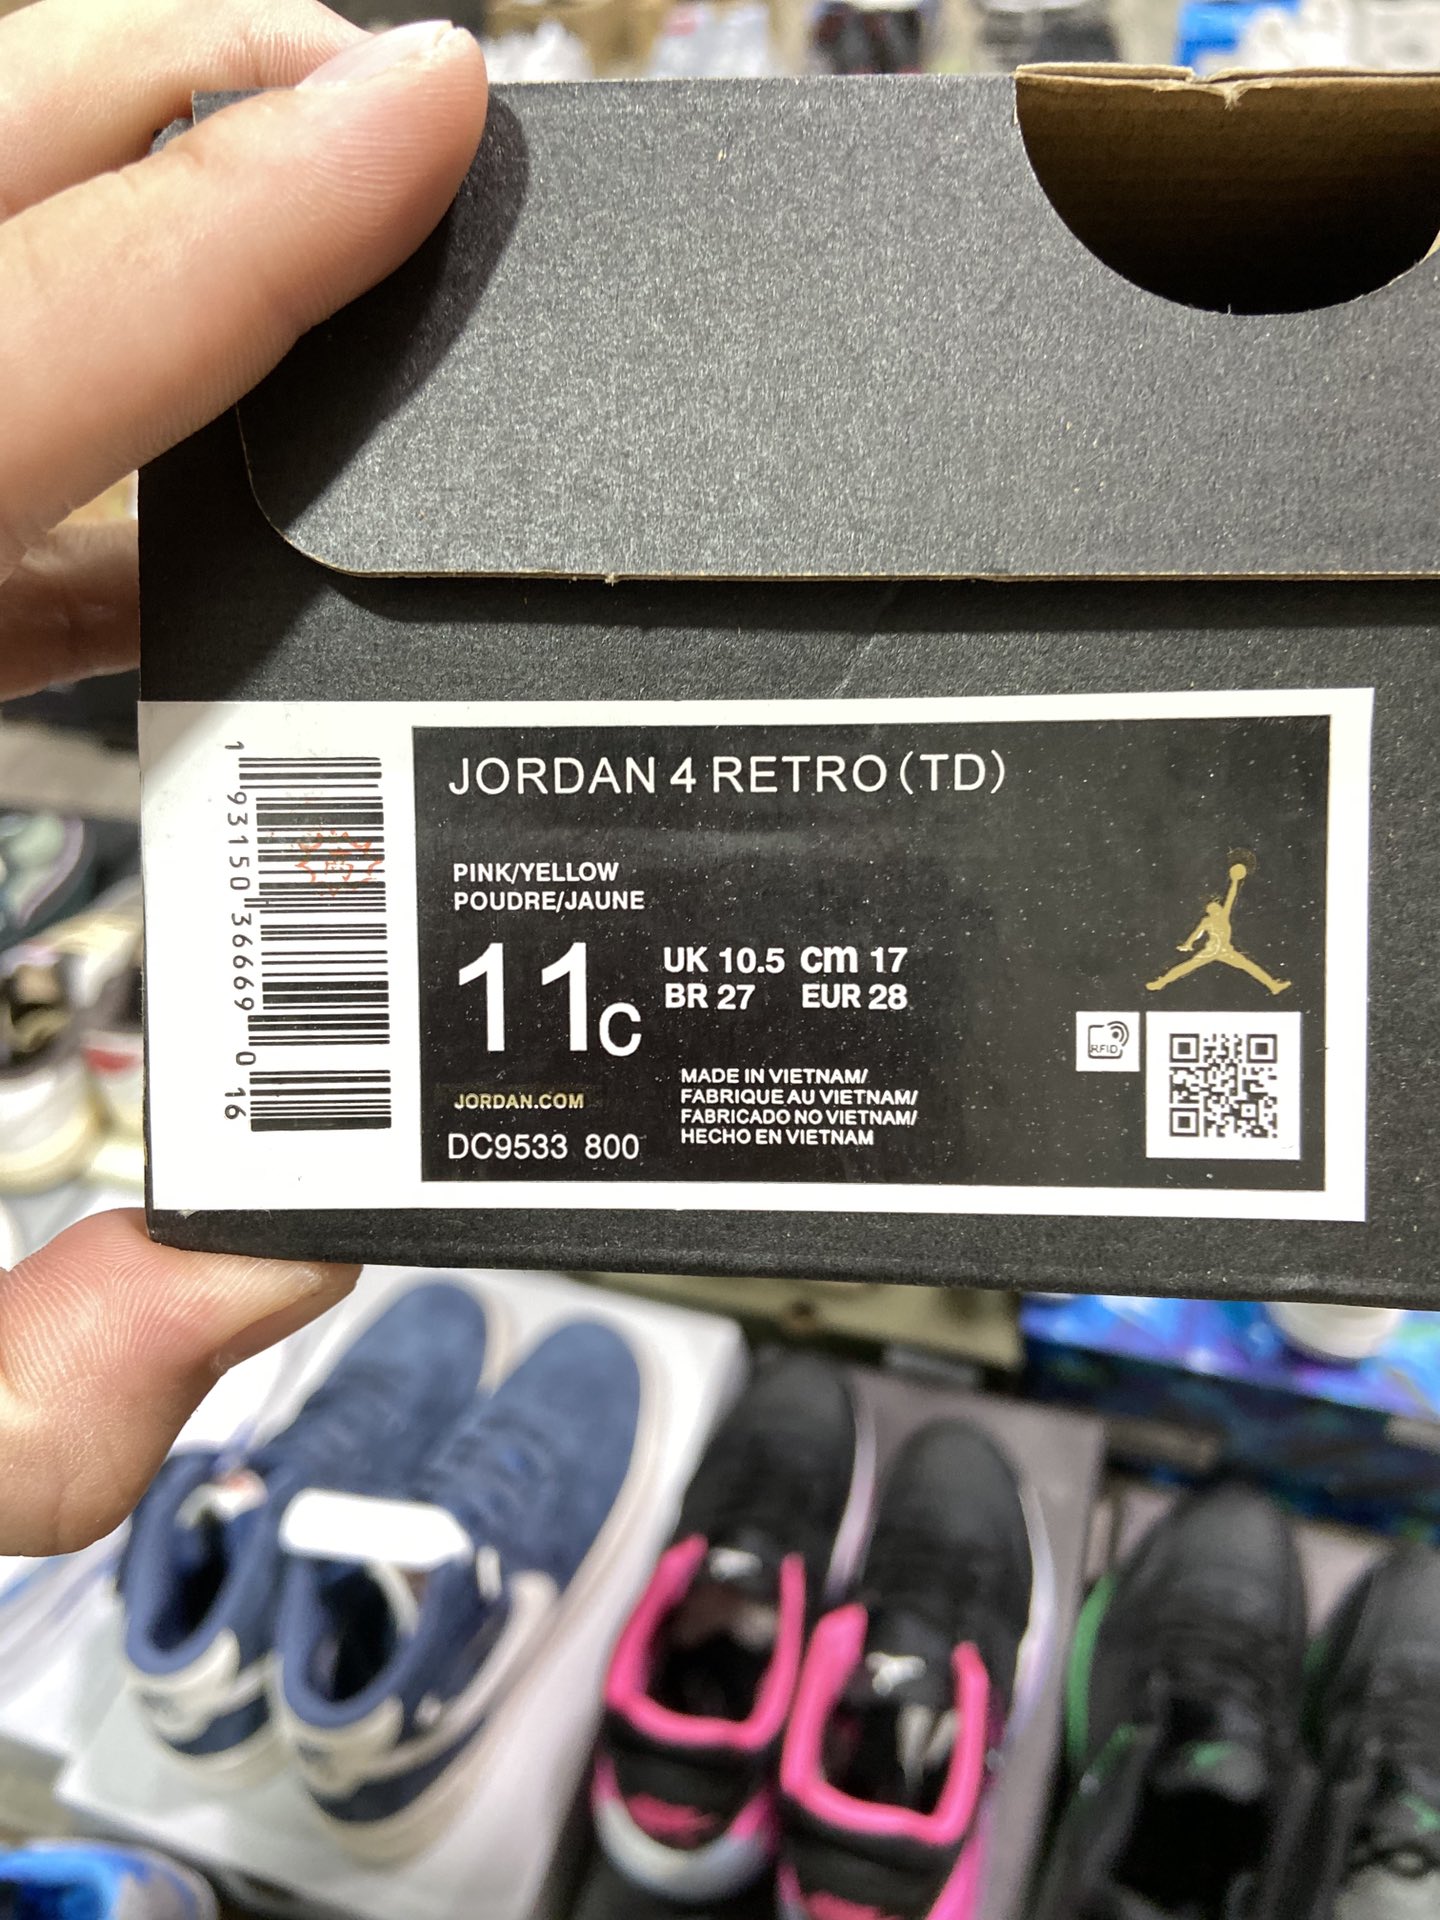 JORDAN 4 RETRO (TD)
PINK/YELLOW
POUDRE/JAUNE
11C
UK 10.5 cm 17
BR 27 EUR 28
MADE IN VIETNAM/
FABRIQUE AU VIETNAM/
FABRICADO NO VIETNAM/
HECHO EN VIETNAM
JORDAN.COM
DC9533 800
RFID
1 93150 36669 0 16